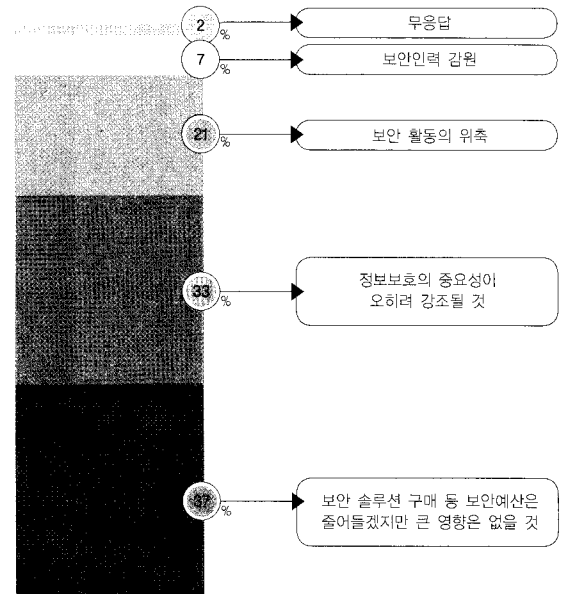 2
%
무응답
7
%
보안인력 감원
21
%
보안 활동의 위축
33
%
정보보호의 중요성이
오히려 강조될 것
37
%
보안 솔루션 구매 등 보안예산은
줄어들겠지만 큰 영향은 없을 것